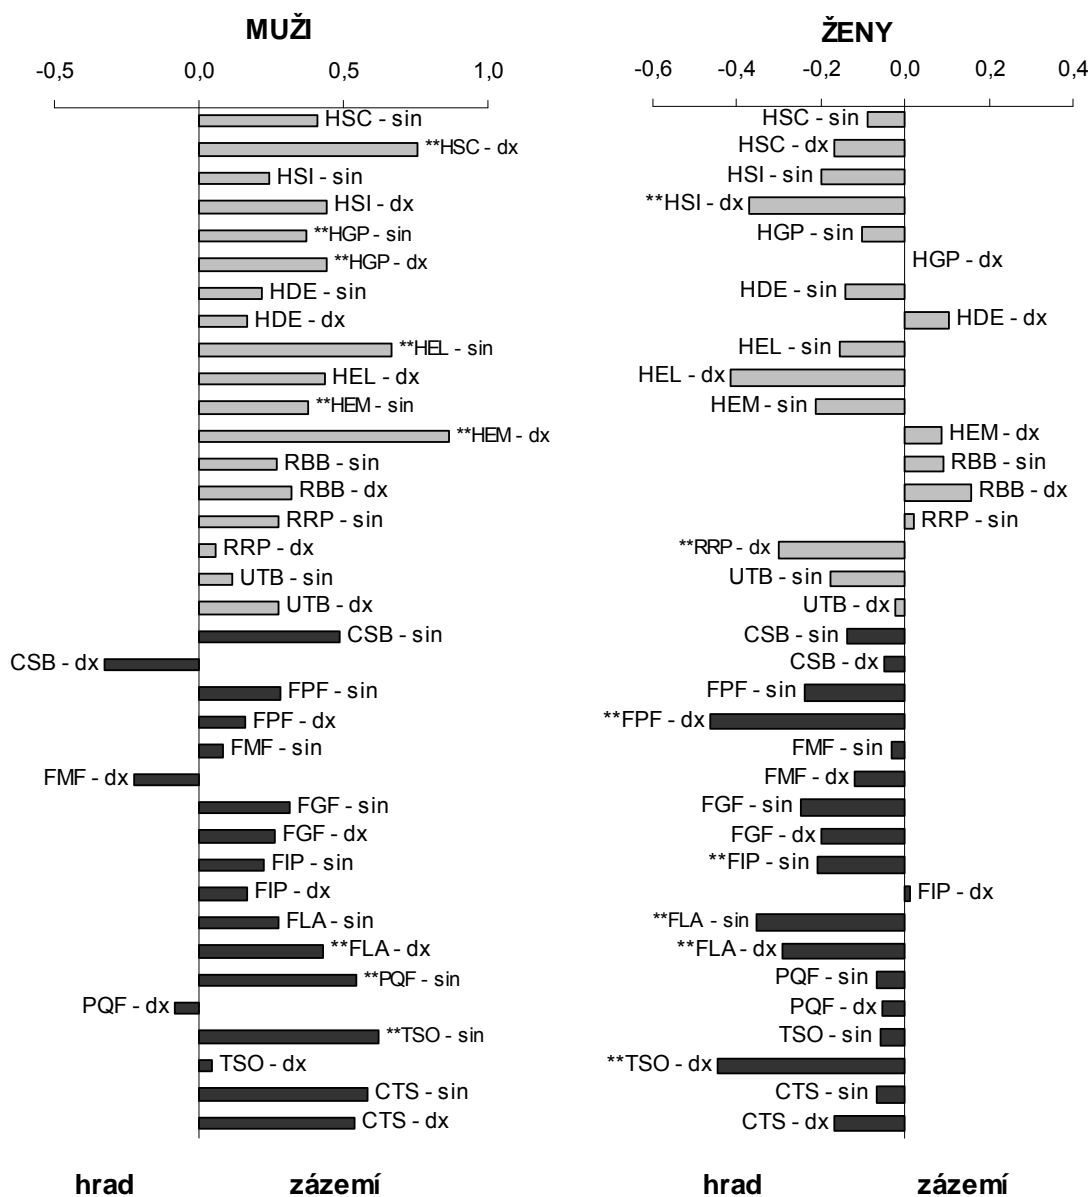 MUŽI
-0,5 0,0 0,5 1,0
HSC - sin
**HSC - dx
HSI - sin
HSI - dx
**HGP - sin
**HGP - dx
HDE - sin
HDE - dx
**HEL - sin
HEL - dx
**HEM - sin
**HEM - dx
RBB - sin
RBB - dx
RRP - sin
RRP - dx
UTB - sin
UTB - dx
CSB - sin
CSB - dx
FPF - sin
FPF - dx
FMF - sin
FMF - dx
FGF - sin
FGF - dx
FIP - sin
FIP - dx
FLA - sin
**FLA - dx
**PQF - sin
PQF - dx
**TSO - sin
TSO - dx
CTS - sin
CTS - dx
hrad zázemí
ŽENY
-0,6 -0,4 -0,2 0,0 0,2 0,4
HSC - sin
HSC - dx
HSI - sin
**HSI - dx
HGP - sin
HGP - dx
HDE - sin
HDE - dx
HEL - sin
HEL - dx
HEM - sin
HEM - dx
RBB - sin
RBB - dx
RRP - sin
**RRP - dx
UTB - sin
UTB - dx
CSB - sin
CSB - dx
FPF - sin
**FPF - dx
FMF - sin
FMF - dx
FGF - sin
FGF - dx
**FIP - sin
FIP - dx
**FLA - sin
**FLA - dx
PQF - sin
PQF - dx
TSO - sin
**TSO - dx
CTS - sin
CTS - dx
hrad zázemí